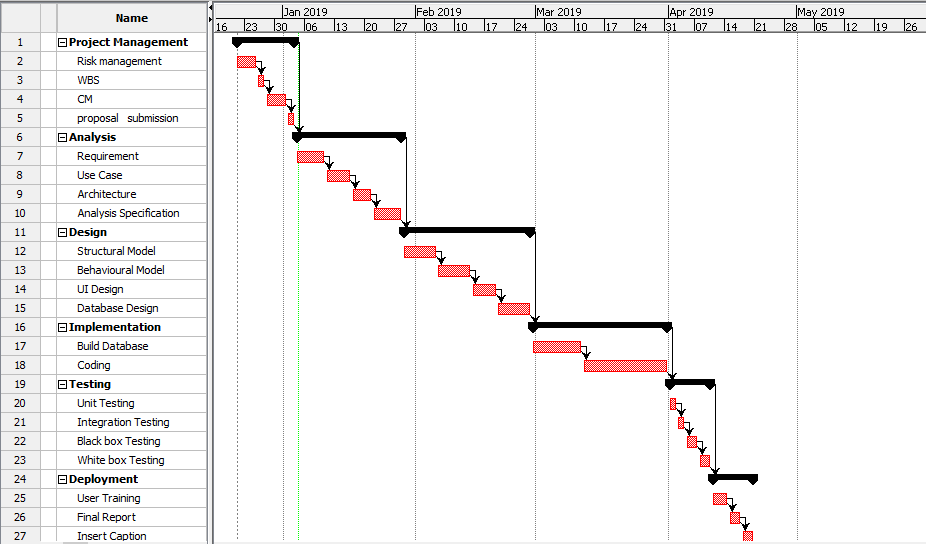 Name
Jan 2019 Feb 2019 Mar 2019 Apr 2019 May 2019
16 23 30 06 13 20 27 03 10 17 24 03 10 17 24 31 07 14 21 28 05 12 19 26
1 Project Management
2 Risk management
3 WBS
4 CM
5 proposal submission
6 Analysis
7 Requirement
8 Use Case
9 Architecture
10 Analysis Specification
11 Design
12 Structural Model
13 Behavioural Model
14 UI Design
15 Database Design
16 Implementation
17 Build Database
18 Coding
19 Testing
20 Unit Testing
21 Integration Testing
22 Black box Testing
23 White box Testing
24 Deployment
25 User Training
26 Final Report
27 Insert Caption